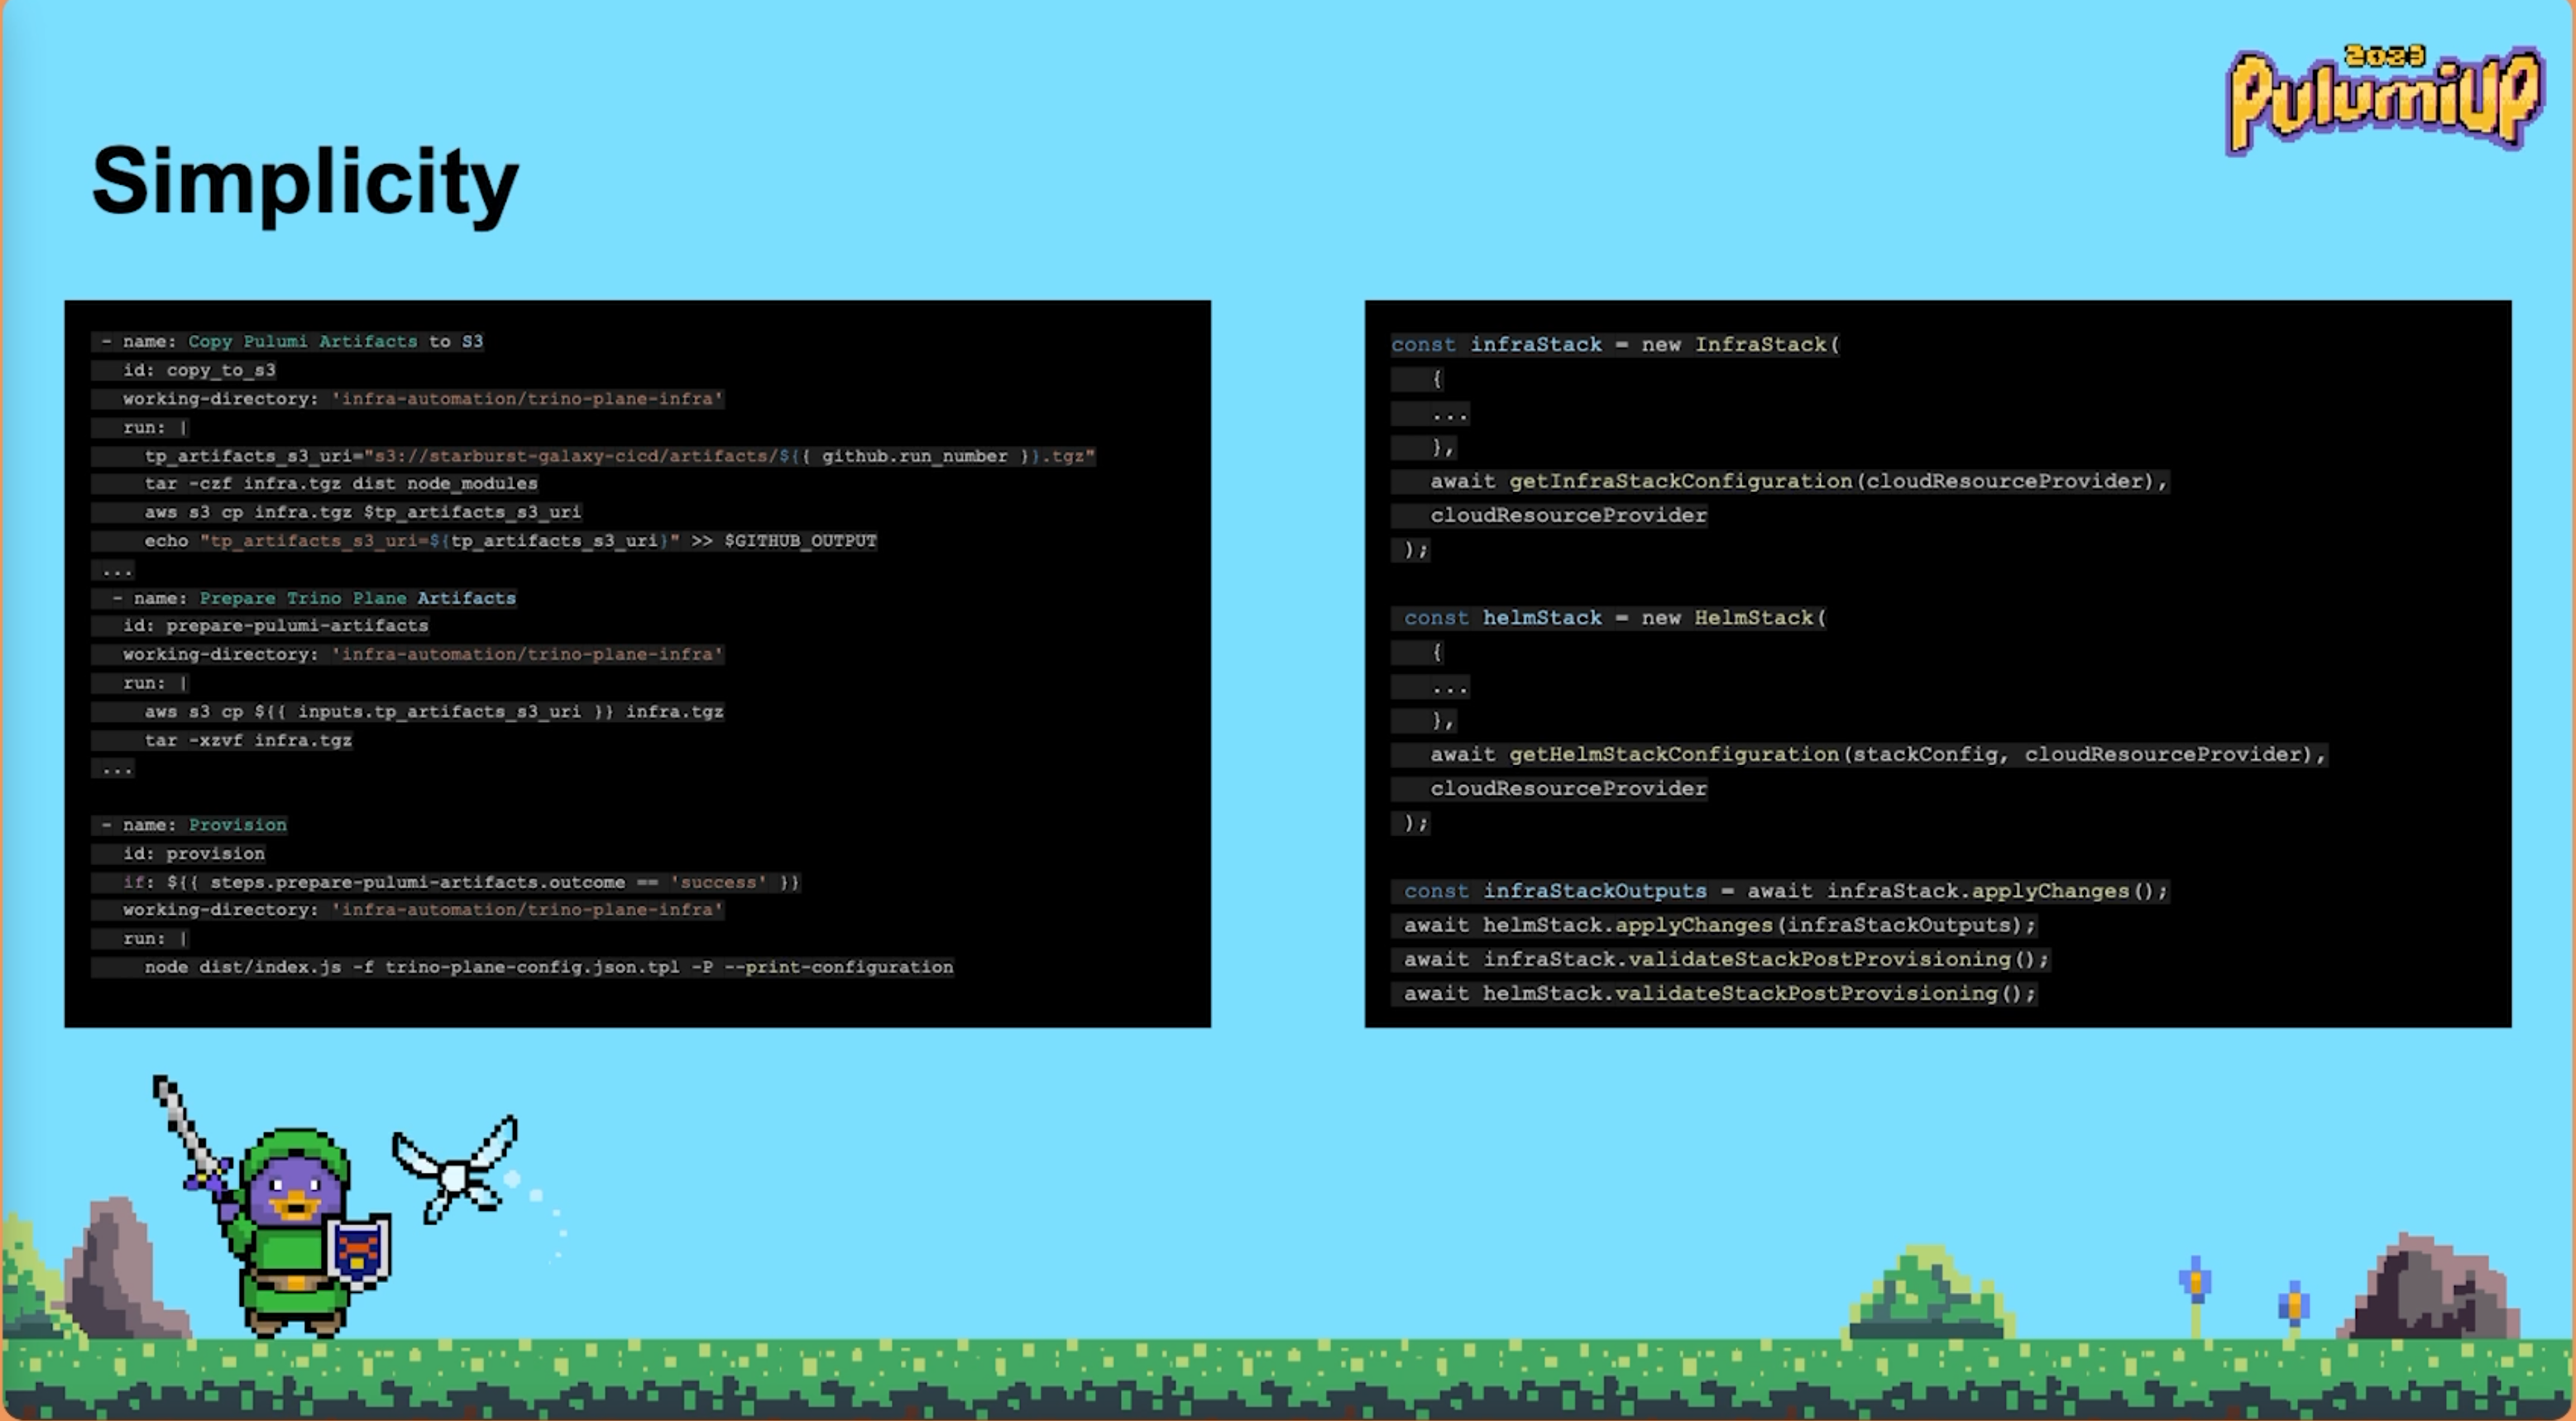 2023
PulumiUP
Simplicity
- name: Copy Pulumi Artifacts to S3
id: copy_to_s3
working-directory: 'infra-automation/trino-plane-infra'
run: |
tp_artifacts_s3_uri="s3://starburst-galaxy-cicd/artifacts/${{ github.run_number }}.tgz"
tar -czf infra.tgz dist node_modules
aws s3 cp infra.tgz $tp_artifacts_s3_uri
echo "tp_artifacts_s3_uri=${tp_artifacts_s3_uri}" >> $GITHUB_OUTPUT
...
- name: Prepare Trino Plane Artifacts
id: prepare-pulumi-artifacts
working-directory: 'infra-automation/trino-plane-infra'
run: |
aws s3 cp ${{ inputs.tp_artifacts_s3_uri }} infra.tgz
tar -xzvf infra.tgz
...
- name: Provision
id: provision
if: ${{ steps.prepare-pulumi-artifacts.outcome == 'success' }}
working-directory: 'infra-automation/trino-plane-infra'
run: |
node dist/index.js -f trino-plane-config.json.tpl -P --print-configuration
const infraStack = new InfraStack(
{
...
},
await getInfraStackConfiguration(cloudResourceProvider),
cloudResourceProvider
);
const helmStack = new HelmStack(
{
...
},
await getHelmStackConfiguration(stackConfig, cloudResourceProvider),
cloudResourceProvider
);
const infraStackOutputs = await infraStack.applyChanges();
await helmStack.applyChanges(infraStackOutputs);
await infraStack.validateStackPostProvisioning();
await helmStack.validateStackPostProvisioning();